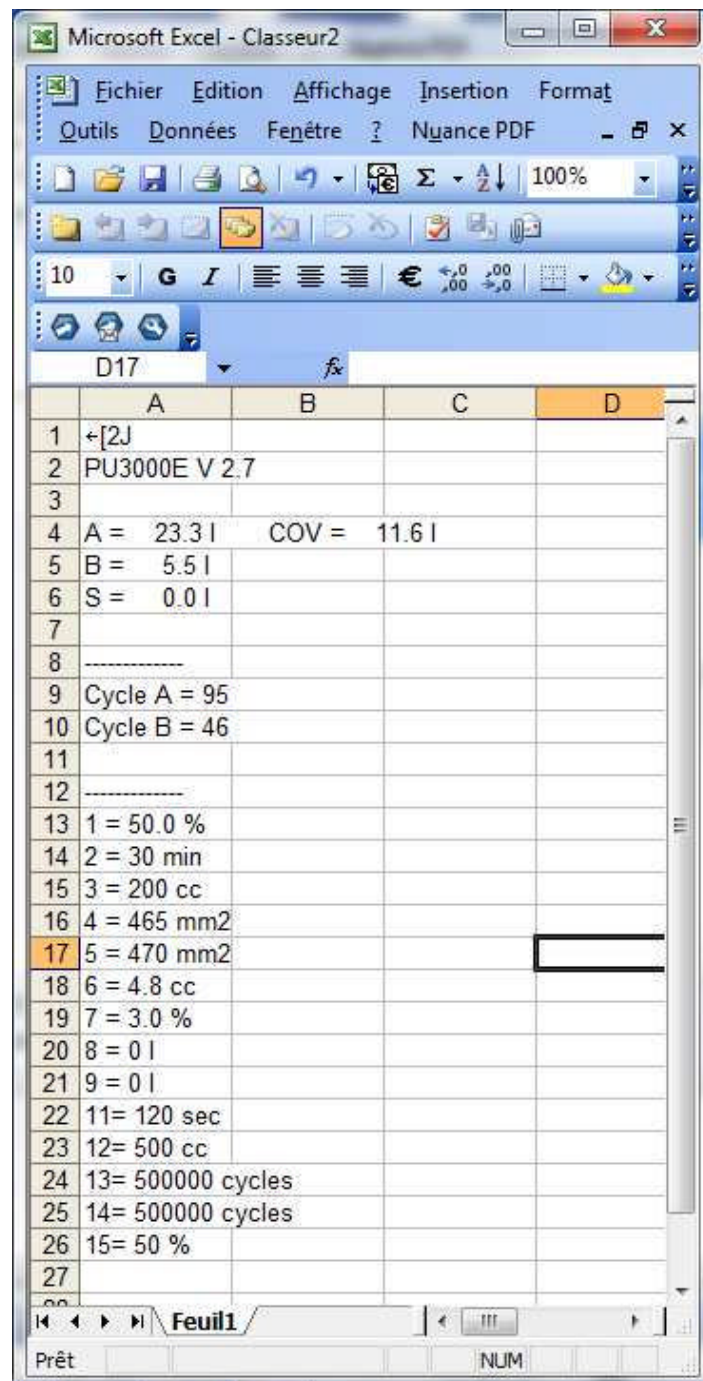 Microsoft Excel - Classeur2
Fichier Edition Affichage Insertion Format
Outils Données Fenêtre ? Nuance PDF
Σ A Z 100%
10 G I € ,0 ,00 ,00 ,0
D17 fx
A B C D
1 ←[2J
2 PU3000E V 2.7
3
4 A = 23.3 l COV = 11.6 l
5 B = 5.5 l
6 S = 0.0 l
7
8 -------------
9 Cycle A = 95
10 Cycle B = 46
11
12 -------------
13 1 = 50.0 %
14 2 = 30 min
15 3 = 200 cc
16 4 = 465 mm2
17 5 = 470 mm2
18 6 = 4.8 cc
19 7 = 3.0 %
20 8 = 0 l
21 9 = 0 l
22 11= 120 sec
23 12= 500 cc
24 13= 500000 cycles
25 14= 500000 cycles
26 15= 50 %
27
Feuil1
Prêt NUM